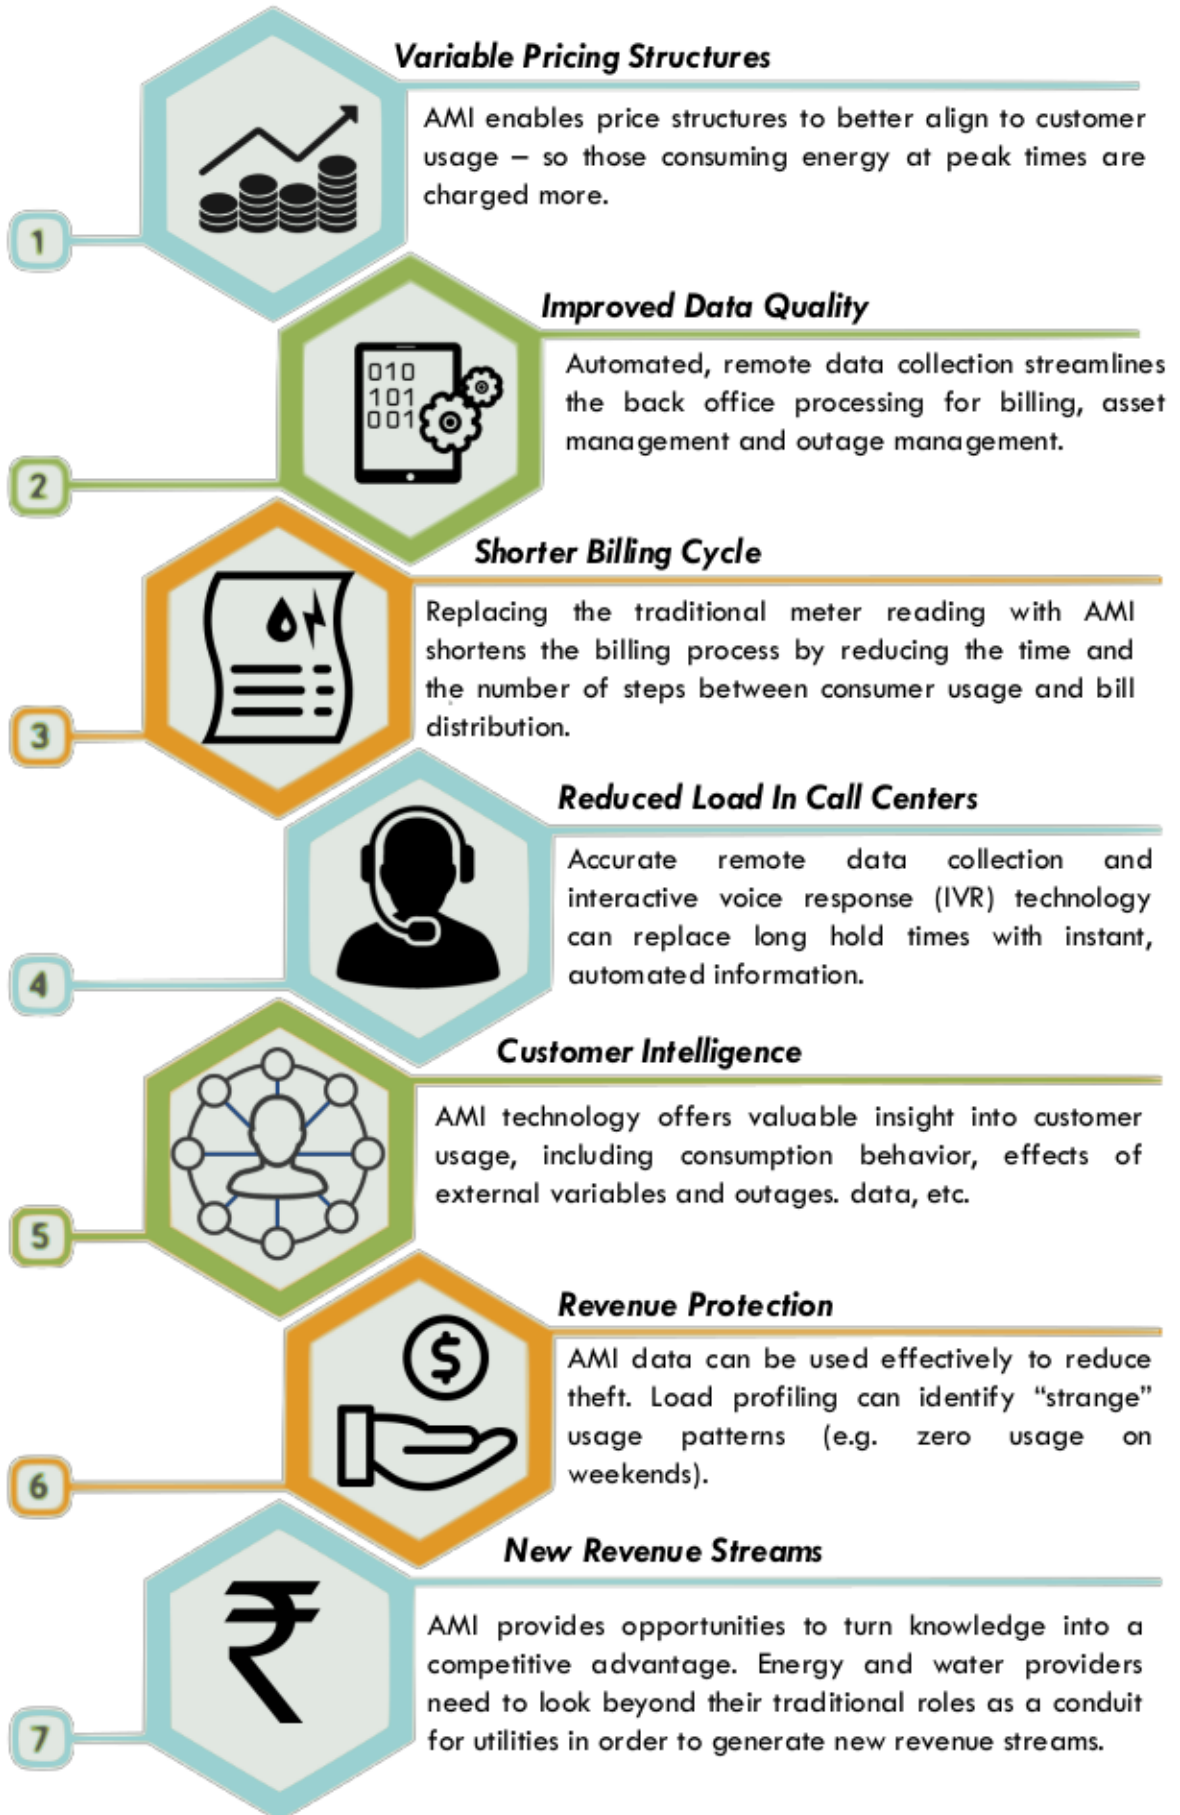 Variable Pricing Structures
AMI enables price structures to better align to customer
usage – so those consuming energy at peak times are
charged more.
1
Improved Data Quality
010
101
001
Automated, remote data collection streamlines
the back office processing for billing, asset
management and outage management.
2
Shorter Billing Cycle
Replacing the traditional meter reading with AMI
shortens the billing process by reducing the time and
the number of steps between consumer usage and bill
distribution.
3
Reduced Load In Call Centers
Accurate remote data collection and
interactive voice response (IVR) technology
can replace long hold times with instant,
automated information.
4
Customer Intelligence
AMI technology offers valuable insight into customer
usage, including consumption behavior, effects of
external variables and outages. data, etc.
5
Revenue Protection
$
AMI data can be used effectively to reduce
theft. Load profiling can identify “strange”
usage patterns (e.g. zero usage on
weekends).
6
New Revenue Streams
₹
AMI provides opportunities to turn knowledge into a
competitive advantage. Energy and water providers
need to look beyond their traditional roles as a conduit
for utilities in order to generate new revenue streams.
7